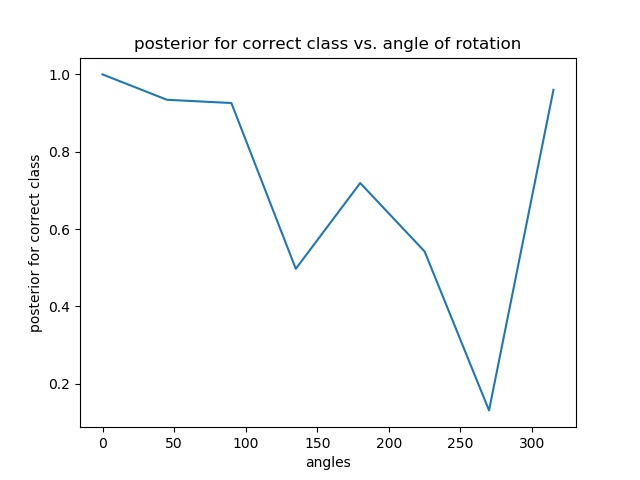 posterior for correct class vs. angle of rotation
posterior for correct class
1.0
0.8
0.6
0.4
0.2
0 50 100 150 200 250 300
angles